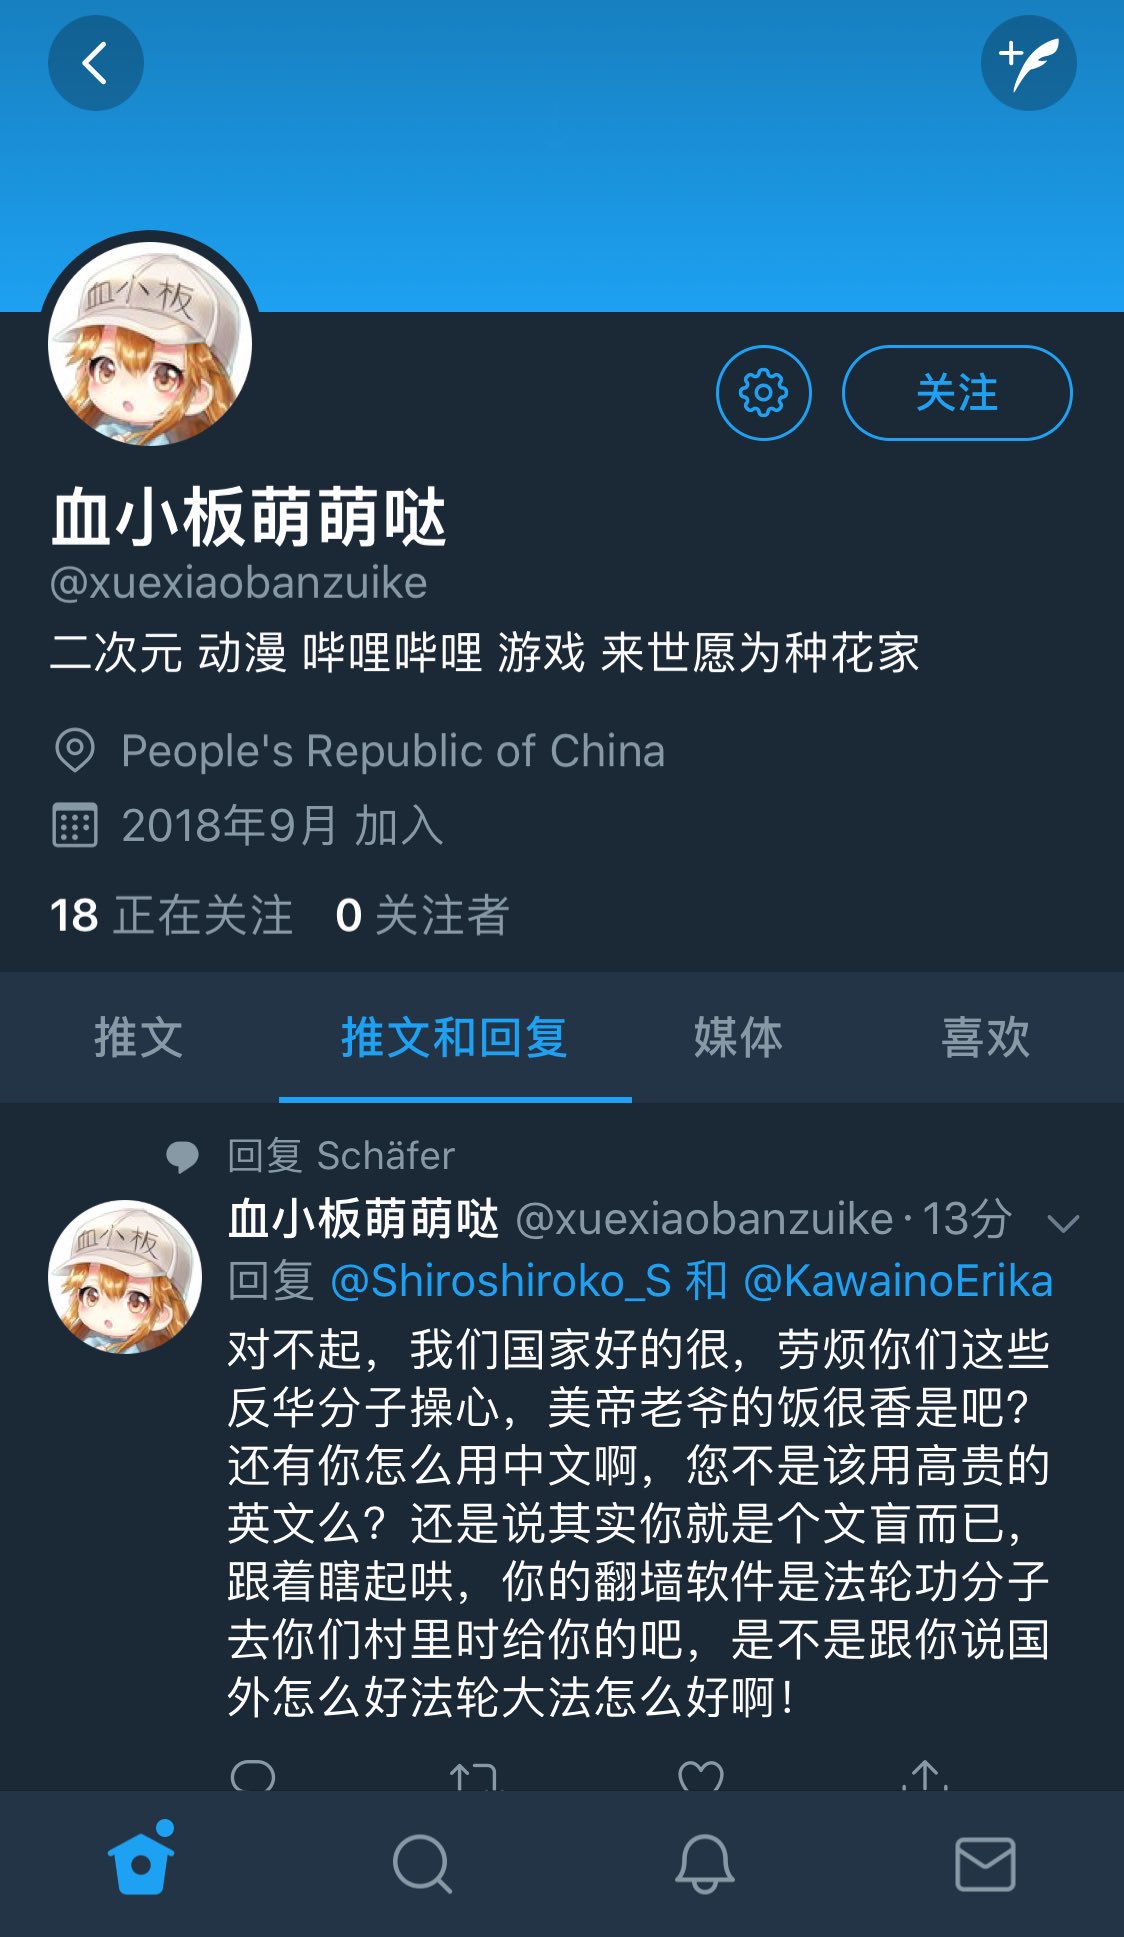 血小板
关注
血小板萌萌哒
@xuexiaobanzuike
二次元 动漫 哔哩哔哩 游戏 来世愿为种花家
People's Republic of China
2018年9月 加入
18 正在关注 0 关注者
推文 推文和回复 媒体 喜欢
回复 Schäfer
血小板
血小板萌萌哒 @xuexiaobanzuike · 13分
回复 @Shiroshiroko_S 和 @KawainoErika
对不起，我们国家好的很，劳烦你们这些
反华分子操心，美帝老爷的饭很香是吧？
还有你怎么用中文啊，您不是该用高贵的
英文么？还是说其实你就是个文盲而已，
跟着瞎起哄，你的翻墙软件是法轮功分子
去你们村里时给你的吧，是不是跟你说国
外怎么好法轮大法怎么好啊！